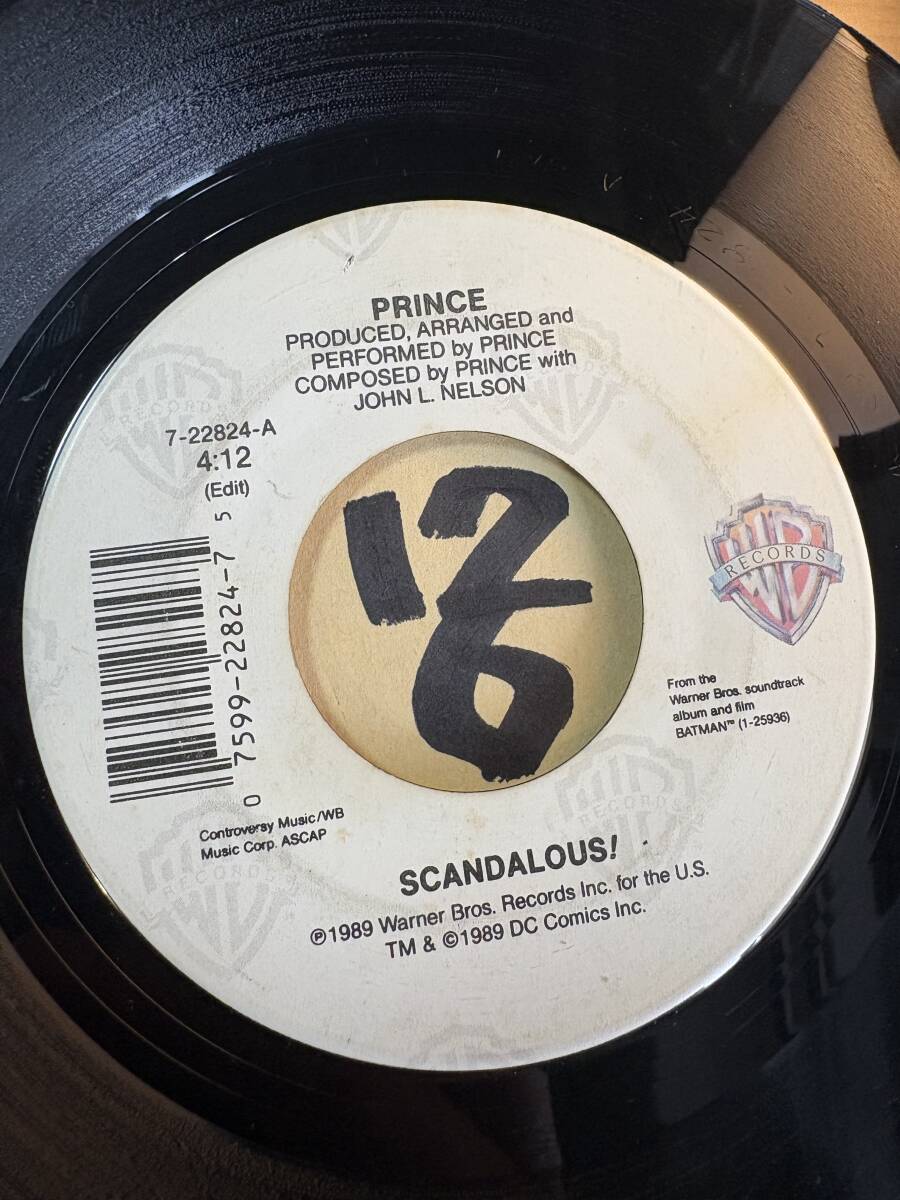 PRINCE
PRODUCED, ARRANGED and
PERFORMED by PRINCE
COMPOSED by PRINCE with
JOHN L. NELSON
7-22824-A
4:12
(Edit)
0 7599-22824-7 5
12
6
WB
RECORDS
From the
Warner Bros. soundtrack
album and film
BATMAN™ (1-25936)
Controversy Music/WB
Music Corp. ASCAP
SCANDALOUS!
℗1989 Warner Bros. Records Inc. for the U.S.
TM & ©1989 DC Comics Inc.